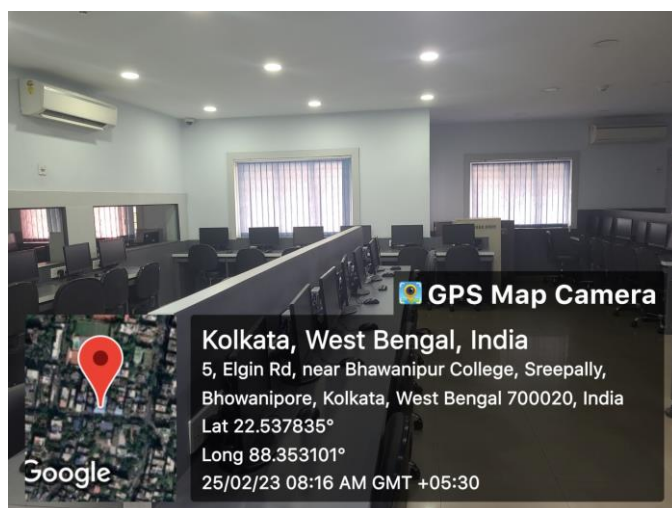 GPS Map Camera
Kolkata, West Bengal, India
5, Elgin Rd, near Bhawanipur College, Sreepally,
Bhowanipore, Kolkata, West Bengal 700020, India
Lat 22.537835°
Long 88.353101°
25/02/23 08:16 AM GMT +05:30
Google